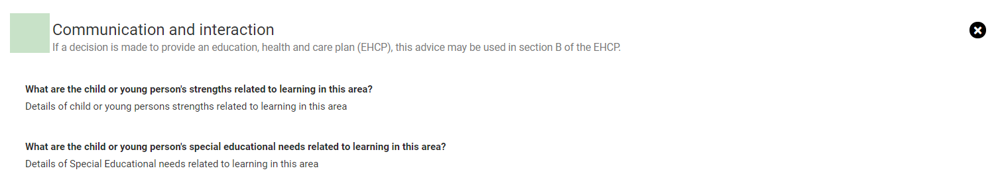 Communication and interaction
If a decision is made to provide an education, health and care plan (EHCP), this advice may be used in section B of the EHCP.
What are the child or young person's strengths related to learning in this area?
Details of child or young persons strengths related to learning in this area
What are the child or young person's special educational needs related to learning in this area?
Details of Special Educational needs related to learning in this area